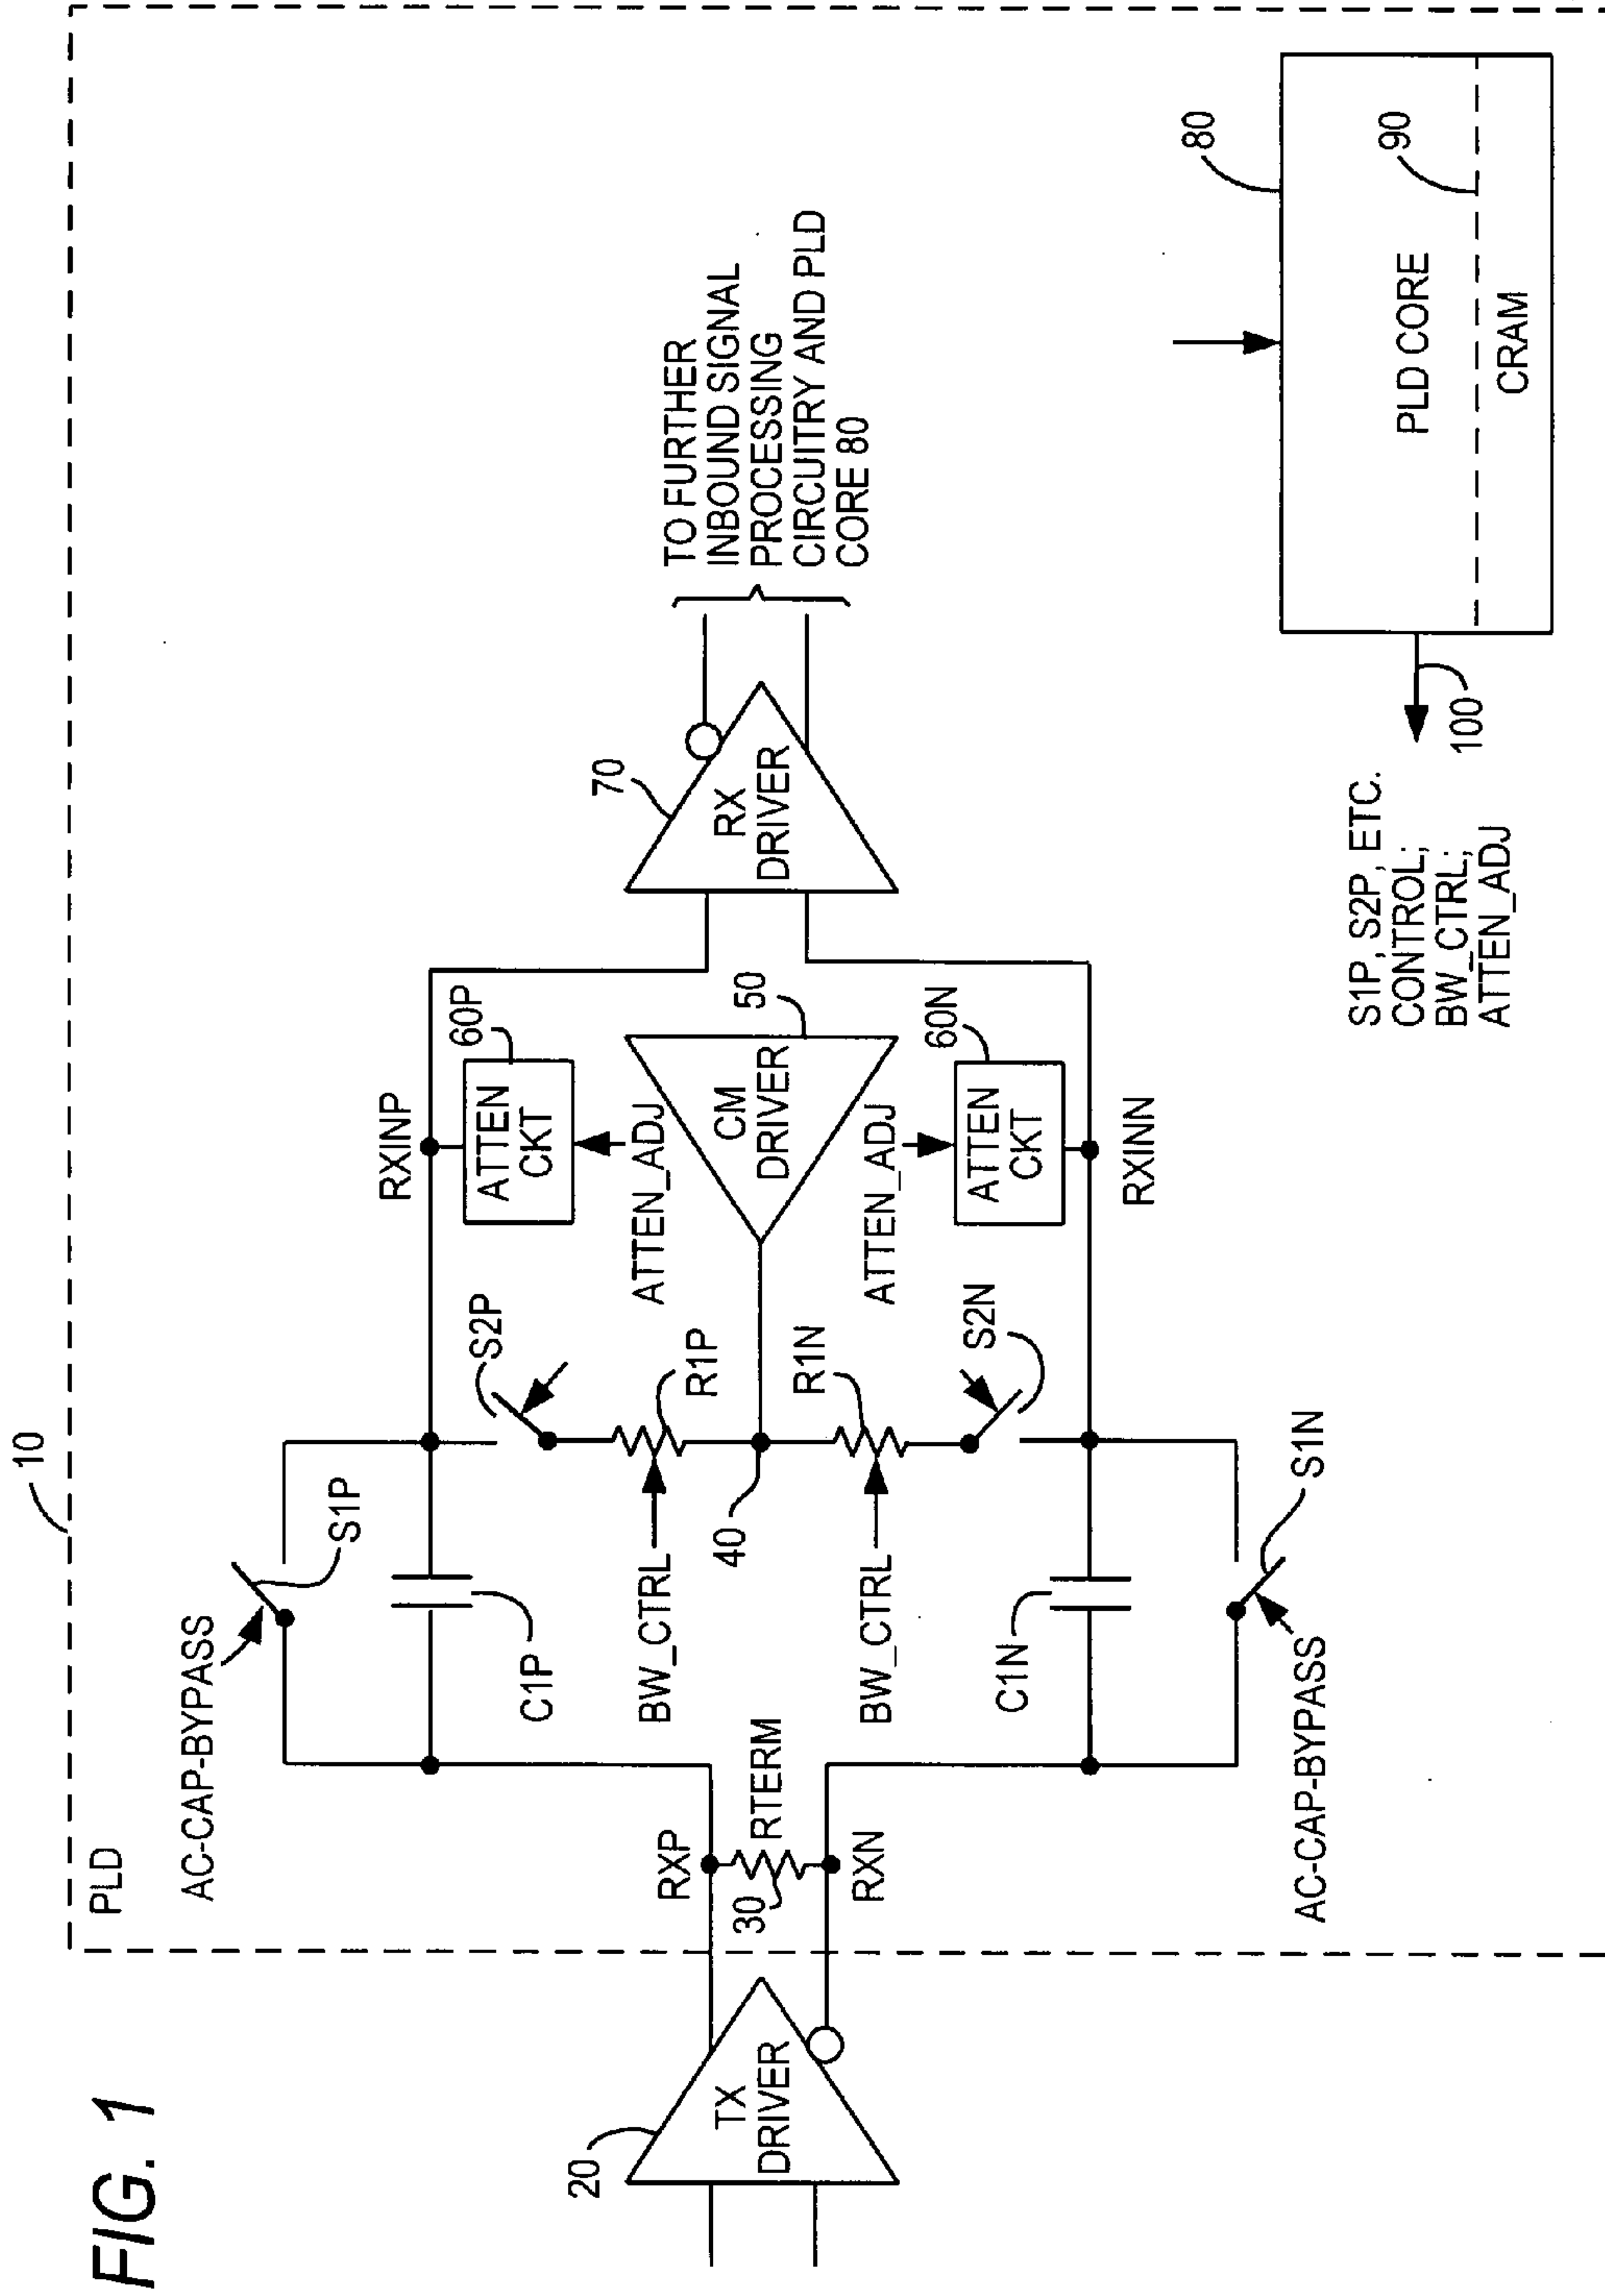 FIG. 1
10
PLD
AC-CAP-BYPASS
S1P
C1P
RXINP
60P
ATTEN
CKT
ATTEN_ADJ
S2P
R1P
BW_CTRL
20
TX
DRIVER
RXP
30
RTERM
RXN
40
CM
DRIVER
50
70
RX
DRIVER
TO FURTHER
INBOUND SIGNAL
PROCESSING
CIRCUITRY AND PLD
CORE 80
BW_CTRL
R1N
S2N
ATTEN_ADJ
60N
ATTEN
CKT
RXINN
C1N
S1N
AC-CAP-BYPASS
80
PLD CORE
90
CRAM
100
S1P, S2P, ETC.
CONTROL;
BW_CTRL;
ATTEN_ADJ